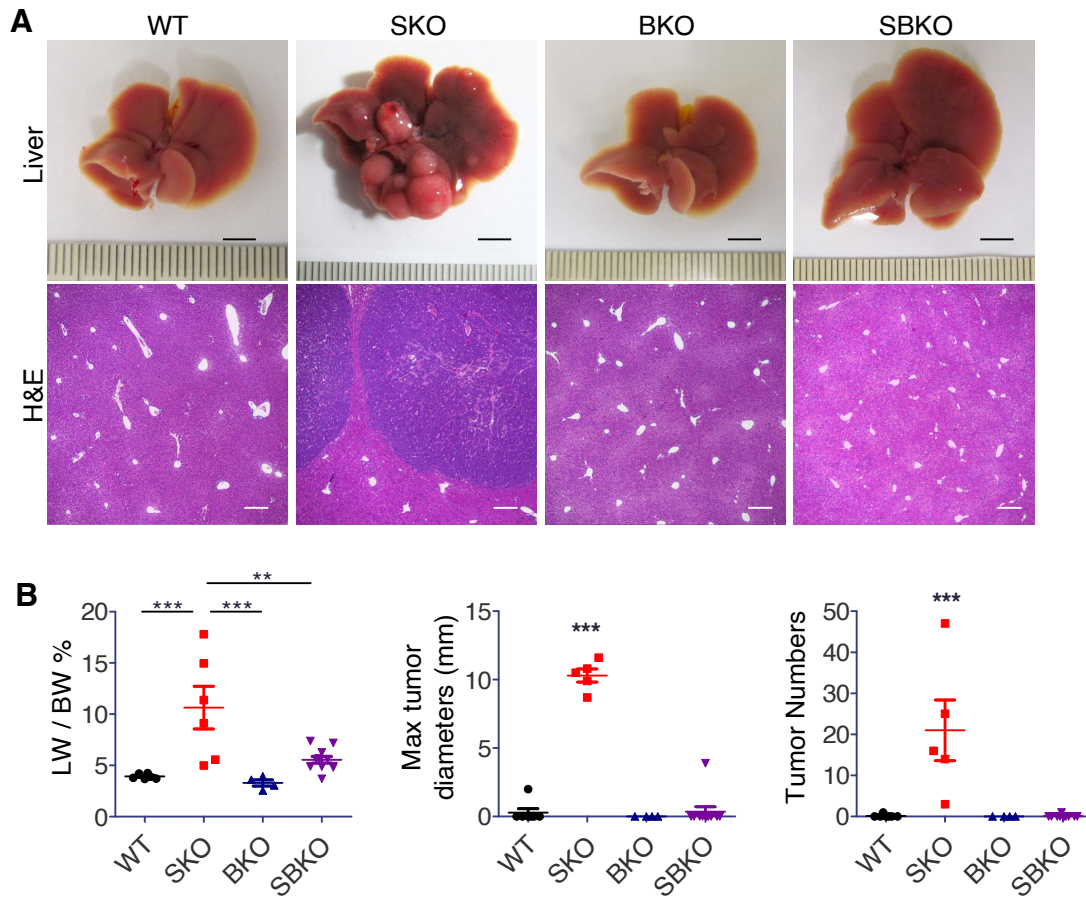 A
WT SKO BKO SBKO
Liver
H&E
B
LW / BW %
20
15
10
5
0
***
***
**
WT SKO BKO SBKO
Max tumor
diameters (mm)
15
10
5
0
***
WT SKO BKO SBKO
Tumor Numbers
50
40
30
20
10
0
***
WT SKO BKO SBKO